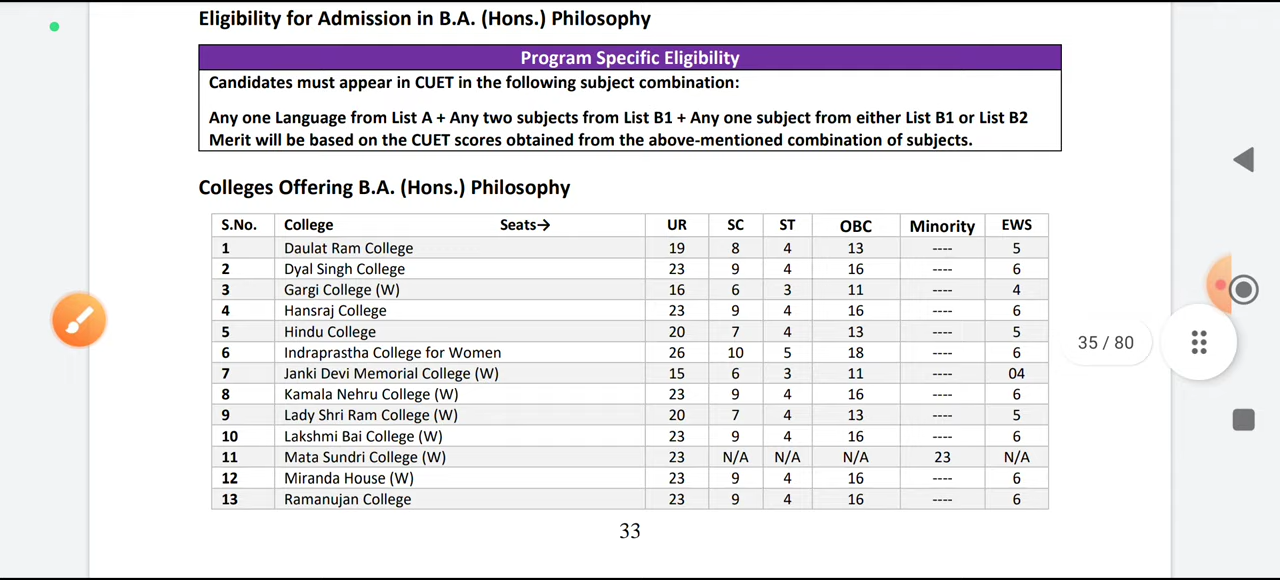 Eligibility for Admission in B.A. (Hons.) Philosophy
Program Specific Eligibility
Candidates must appear in CUET in the following subject combination:
Any one Language from List A + Any two subjects from List B1 + Any one subject from either List B1 or List B2
Merit will be based on the CUET scores obtained from the above-mentioned combination of subjects.
Colleges Offering B.A. (Hons.) Philosophy
S.No. College Seats→ UR SC ST OBC Minority EWS
1 Daulat Ram College 19 8 4 13 ---- 5
2 Dyal Singh College 23 9 4 16 ---- 6
3 Gargi College (W) 16 6 3 11 ---- 4
4 Hansraj College 23 9 4 16 ---- 6
5 Hindu College 20 7 4 13 ---- 5
6 Indraprastha College for Women 26 10 5 18 ---- 6
7 Janki Devi Memorial College (W) 15 6 3 11 ---- 04
8 Kamala Nehru College (W) 23 9 4 16 ---- 6
9 Lady Shri Ram College (W) 20 7 4 13 ---- 5
10 Lakshmi Bai College (W) 23 9 4 16 ---- 6
11 Mata Sundri College (W) 23 N/A N/A N/A 23 N/A
12 Miranda House (W) 23 9 4 16 ---- 6
13 Ramanujan College 23 9 4 16 ---- 6
33
35 / 80